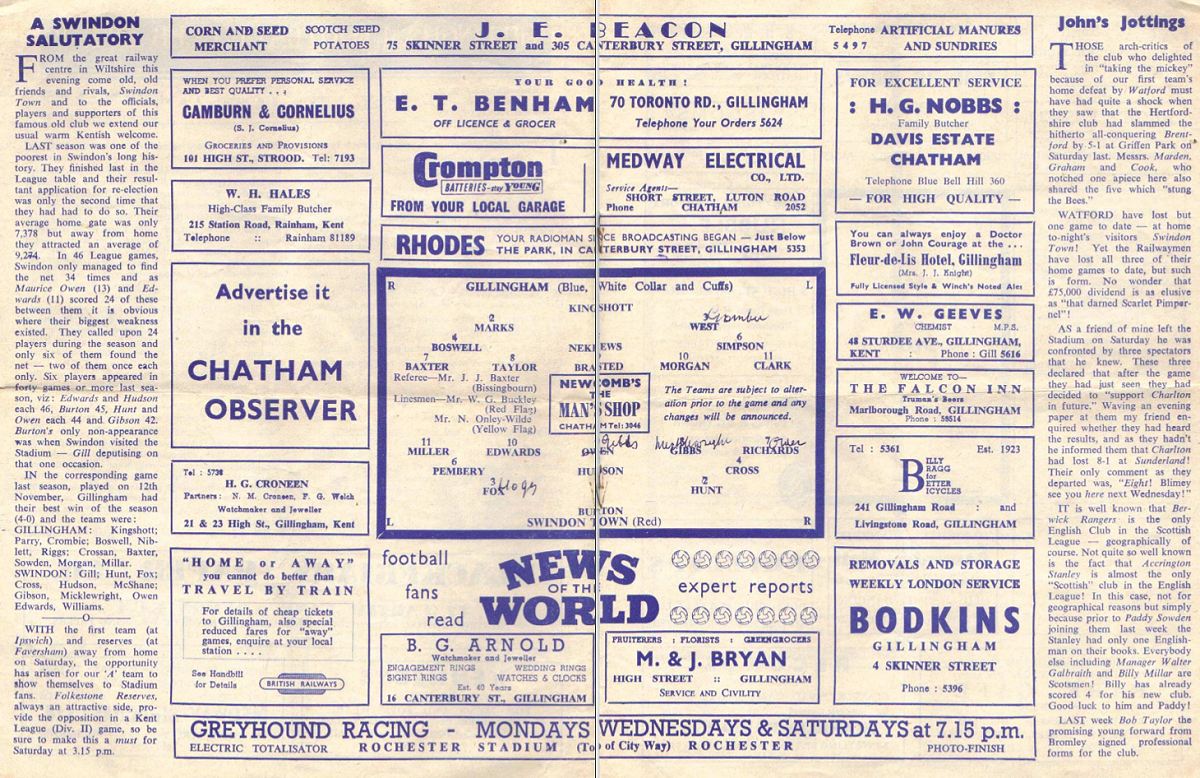 A SWINDON
SALUTATORY
FROM the great railway
centre in Wiltshire this
evening come old, old
friends and rivals, Swindon
Town and to the officials,
players and supporters of this
famous old club we extend our
usual warm Kentish welcome.
LAST season was one of the
poorest in Swindon's long his-
tory. They finished last in the
League table and their resul-
tant application for re-election
was only the second time that
they had had to do so. Their
average home gate was only
7,378 but away from home
they attracted an average of
9,274. In 46 League games,
Swindon only managed to find
the net 34 times and as
Maurice Owen (13) and Ed-
wards (11) scored 24 of these
between them it is obvious
where their biggest weakness
existed. They called upon 24
players during the season and
only six of them found the
net — two of them once each
only. Six players appeared in
forty games or more last sea-
son, viz: Edwards and Hudson
each 46, Burton 45, Hunt and
Owen each 44 and Gibson 42.
Burton's only non-appearance
was when Swindon visited the
Stadium — Gill deputising on
that one occasion.
IN the corresponding game
last season, played on 12th
November, Gillingham had
their best win of the season
(4-0) and the teams were:
GILLINGHAM: Kingshott;
Parry, Crombie; Boswell, Nib-
lett, Riggs; Crossan, Baxter,
Sowden, Morgan, Millar.
SWINDON: Gill; Hunt, Fox;
Cross, Hudson, McShane;
Gibson, Micklewright, Owen
Edwards, Williams.
WITH the first team (at
Ipswich) and reserves (at
Faversham) away from home
on Saturday, the opportunity
has arisen for our 'A' team to
show themselves to Stadium
fans. Folkestone Reserves,
always an attractive side, pro-
vide the opposition in a Kent
League (Div. II) game, so be
sure to make this a must for
Saturday at 3.15 p.m.
CORN AND SEED
MERCHANT
SCOTCH SEED
POTATOES
J. E. BEACON
75 SKINNER STREET and 305 CANTERBURY STREET, GILLINGHAM
Telephone
5497
ARTIFICIAL MANURES
AND SUNDRIES
WHEN YOU PREFER PERSONAL SERVICE
AND BEST QUALITY . . .
CAMBURN & CORNELIUS
(S. J. Cornelius)
GROCERIES AND PROVISIONS
101 HIGH ST., STROOD. Tel: 7193
W. H. HALES
High-Class Family Butcher
215 Station Road, Rainham, Kent
Telephone :: Rainham 81189
Advertise it
in the
CHATHAM
OBSERVER
Tel : 5738
H. G. CRONEEN
Partners: N. M. Croneen, F. G. Welch
Watchmaker and Jeweller
21 & 23 High St., Gillingham, Kent
"HOME or AWAY"
you cannot do better than
TRAVEL BY TRAIN
For details of cheap tickets
to Gillingham, also special
reduced fares for "away"
games, enquire at your local
station . . . .
See Handbill
for Details
BRITISH RAILWAYS
YOUR GOOD HEALTH !
E. T. BENHAM
OFF LICENCE & GROCER
70 TORONTO RD., GILLINGHAM
Telephone Your Orders 5624
Crompton
BATTERIES—stay YOUNG
FROM YOUR LOCAL GARAGE
MEDWAY ELECTRICAL
CO., LTD.
Service Agents—
SHORT STREET, LUTON ROAD
Phone CHATHAM 2052
RHODES
YOUR RADIOMAN SINCE BROADCASTING BEGAN — Just Below
THE PARK, IN CANTERBURY STREET, GILLINGHAM 5353
R GILLINGHAM (Blue, White Collar and Cuffs) L
KINGSHOTT
2
MARKS
3 Gambie
WEST
4
BOSWELL
NEKREWS
6
SIMPSON
7
BAXTER
8
TAYLOR
BRASTED
10
MORGAN
11
CLARK
Referee—Mr. J. J. Baxter
(Bissingbourn)
Linesmen—Mr. W. G. Buckley
(Red Flag)
Mr. N. Onley-Wilde
(Yellow Flag)
NEWCOMB'S
THE
MAN'S SHOP
CHATHAM Tel: 3046
The Teams are subject to alter-
ation prior to the game and any
changes will be announced.
11
MILLER
10
EDWARDS
Gibbs
OWEN
Micklewright
GIBBS
7 Owen
RICHARDS
6
PEMBERY
HUDSON
4
CROSS
3
FOX
2
HUNT
BURTON
L SWINDON TOWN (Red) R
football
fans
read
NEWS
OF THE
WORLD
expert reports
B. G. ARNOLD
Watchmaker and Jeweller
ENGAGEMENT RINGS WEDDING RINGS
SIGNET RINGS WATCHES & CLOCKS
Est. 40 Years
16 CANTERBURY ST., GILLINGHAM
FRUITERERS : FLORISTS : GREENGROCERS
M. & J. BRYAN
HIGH STREET :: GILLINGHAM
SERVICE AND CIVILITY
GREYHOUND RACING - MONDAYS WEDNESDAYS & SATURDAYS at 7.15 p.m.
ELECTRIC TOTALISATOR ROCHESTER STADIUM (Top of City Way) ROCHESTER PHOTO-FINISH
FOR EXCELLENT SERVICE
: H. G. NOBBS :
Family Butcher
DAVIS ESTATE
CHATHAM
Telephone Blue Bell Hill 360
— FOR HIGH QUALITY —
You can always enjoy a Doctor
Brown or John Courage at the . . .
Fleur-de-Lis Hotel, Gillingham
(Mrs. J. J. Knight)
Fully Licensed Style & Winch's Noted Ales
E. W. GEEVES
CHEMIST M.P.S.
48 STURDEE AVE., GILLINGHAM,
KENT : Phone : Gill 5616
WELCOME TO—
THE FALCON INN
Truman's Beers
Marlborough Road, GILLINGHAM
Phone : 58514
Tel : 5361 Est. 1923
BILLY
RAGG
for
BETTER
BICYCLES
241 Gillingham Road : and
Livingstone Road, GILLINGHAM
REMOVALS AND STORAGE
WEEKLY LONDON SERVICE
BODKINS
GILLINGHAM
4 SKINNER STREET
Phone : 5396
John's Jottings
THOSE arch-critics of
the club who delighted
in "taking the mickey"
because of our first team's
home defeat by Watford must
have had quite a shock when
they saw that the Hertford-
shire club had slammed the
hitherto all-conquering Brent-
ford by 5-1 at Griffen Park on
Saturday last. Messrs. Marden,
Graham and Cook, who
notched one apiece here also
shared the five which "stung
the Bees."
WATFORD have lost but
one game to date — at home
to-night's visitors Swindon
Town! Yet the Railwaymen
have lost all three of their
home games to date, but such
is form. No wonder that
£75,000 dividend is as elusive
as "that darned Scarlet Pimper-
nel"!
AS a friend of mine left the
Stadium on Saturday he was
confronted by three spectators
that he knew. These three
declared that after the game
they had just seen they had
decided to "support Charlton
in future." Waving an evening
paper at them my friend en-
quired whether they had heard
the results, and as they hadn't
he informed them that Charlton
had lost 8-1 at Sunderland!
Their only comment as they
departed was, "Eight! Blimey
see you here next Wednesday!"
IT is well known that Ber-
wick Rangers is the only
English Club in the Scottish
League — geographically of
course. Not quite so well known
is the fact that Accrington
Stanley is almost the only
"Scottish" club in the English
League! In this case, not for
geographical reasons but simply
because prior to Paddy Sowden
joining them last week the
Stanley had only one English-
man on their books. Everybody
else including Manager Walter
Galbraith and Billy Millar are
Scotsmen! Billy has already
scored 4 for his new club.
Good luck to him and Paddy!
LAST week Bob Taylor the
promising young forward from
Bromley signed professional
forms for the club.